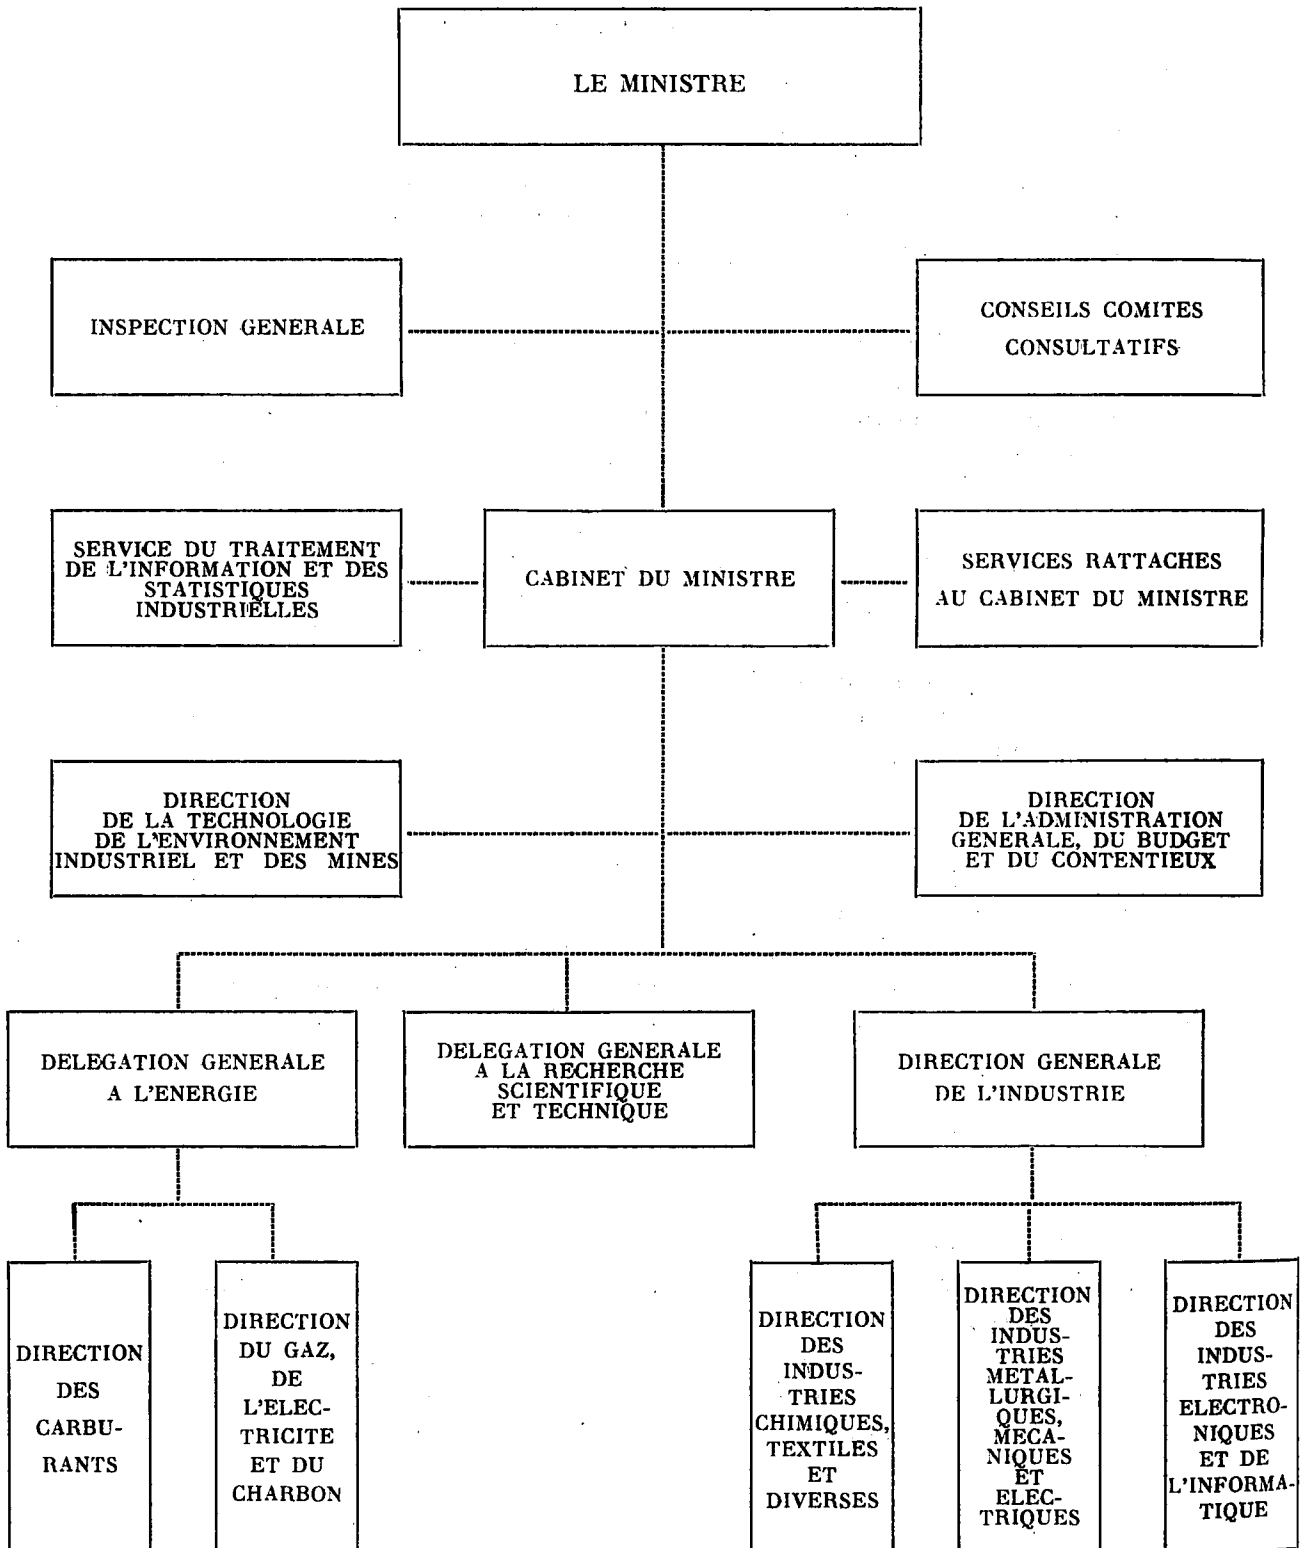 LE MINISTRE
INSPECTION GENERALE
CONSEILS COMITES
CONSULTATIFS
SERVICE DU TRAITEMENT
DE L'INFORMATION ET DES
STATISTIQUES
INDUSTRIELLES
CABINET DU MINISTRE
SERVICES RATTACHES
AU CABINET DU MINISTRE
DIRECTION
DE LA TECHNOLOGIE
DE L'ENVIRONNEMENT
INDUSTRIEL ET DES MINES
DIRECTION
DE L'ADMINISTRATION
GENERALE, DU BUDGET
ET DU CONTENTIEUX
DELEGATION GENERALE
A L'ENERGIE
DELEGATION GENERALE
A LA RECHERCHE
SCIENTIFIQUE
ET TECHNIQUE
DIRECTION GENERALE
DE L'INDUSTRIE
DIRECTION
DES
CARBU-
RANTS
DIRECTION
DU GAZ,
DE
L'ELEC-
TRICITE
ET DU
CHARBON
DIRECTION
DES
INDUS-
TRIES
CHIMIQUES,
TEXTILES
ET
DIVERSES
DIRECTION
DES
INDUS-
TRIES
METAL-
LURGI-
QUES,
MECA-
NIQUES
ET
ELEC-
TRIQUES
DIRECTION
DES
INDUS-
TRIES
ELECTRO-
NIQUES
ET DE
L'INFORMA-
TIQUE